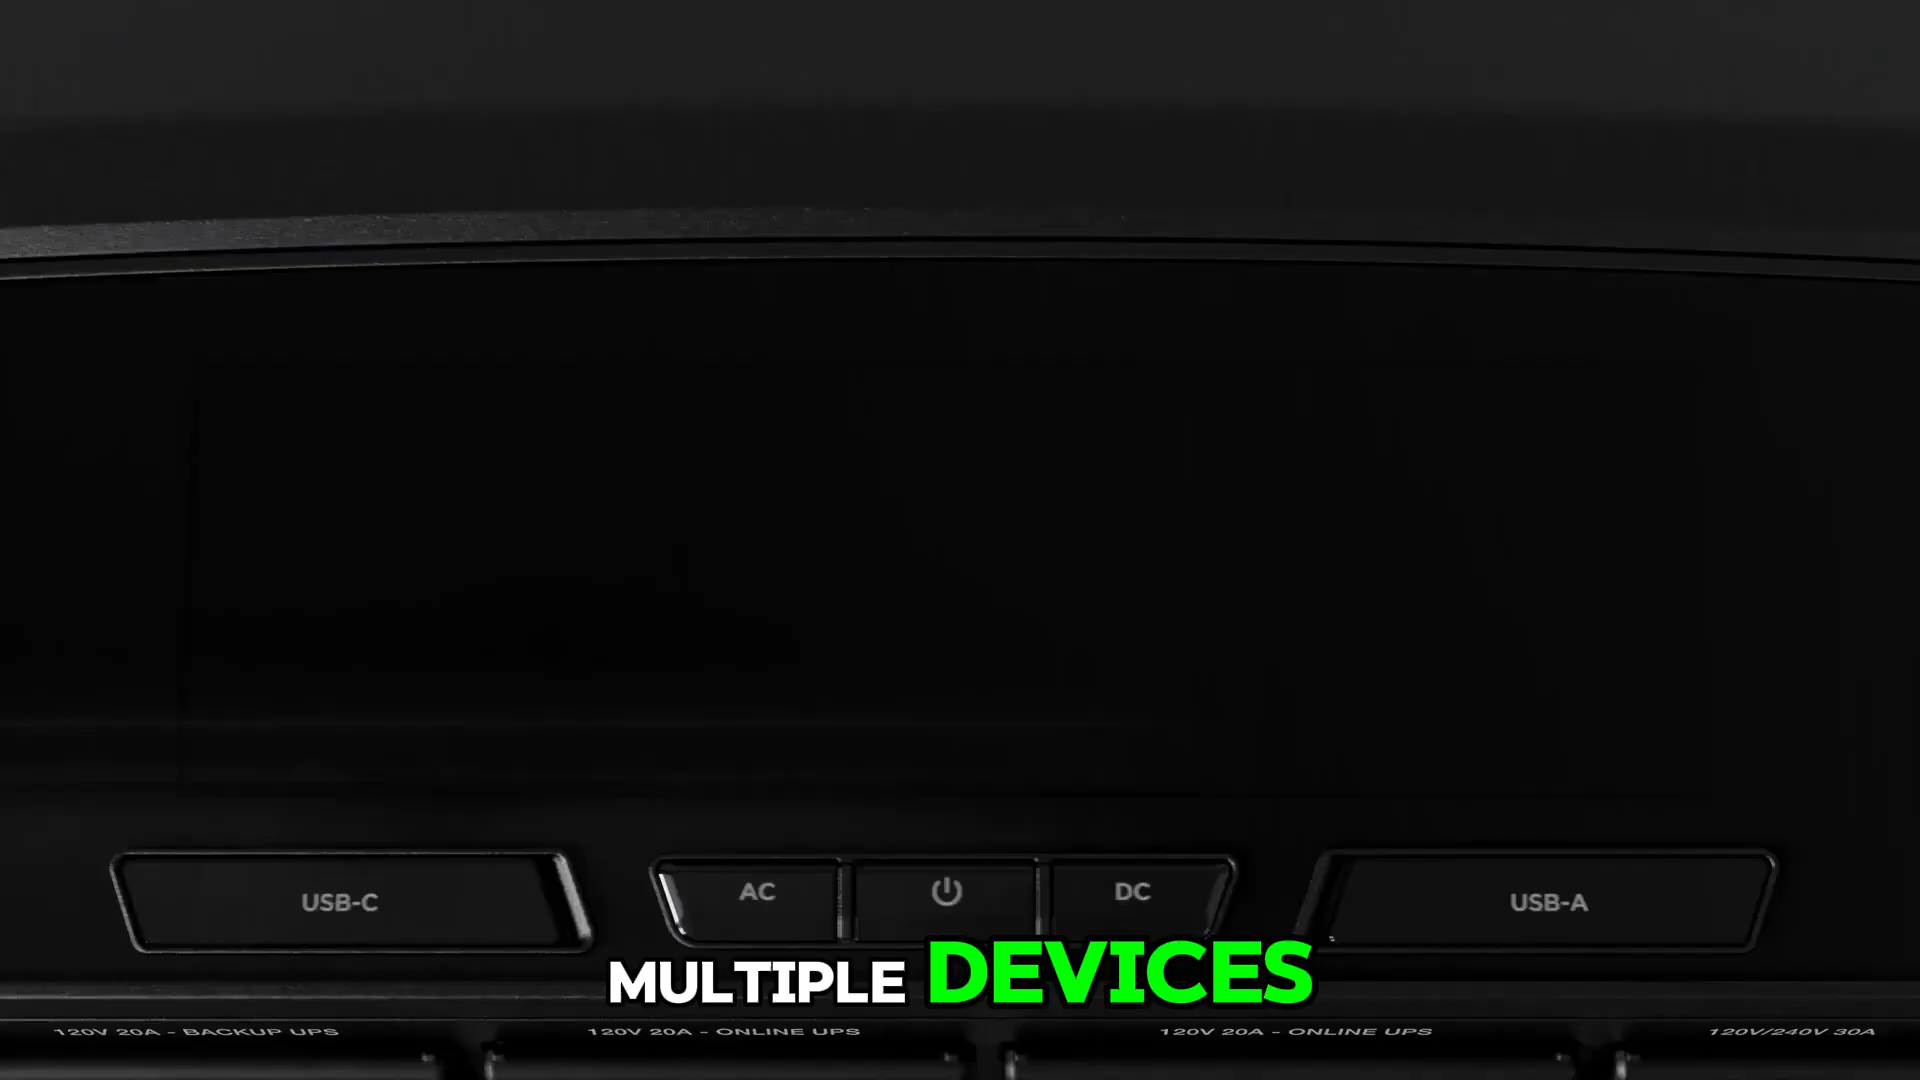 USB-C
AC
DC
USB-A
MULTIPLE DEVICES
120V 20A - BACKUP UPS
120V 20A - ONLINE UPS
120V 20A - ONLINE UPS
120V/240V 30A